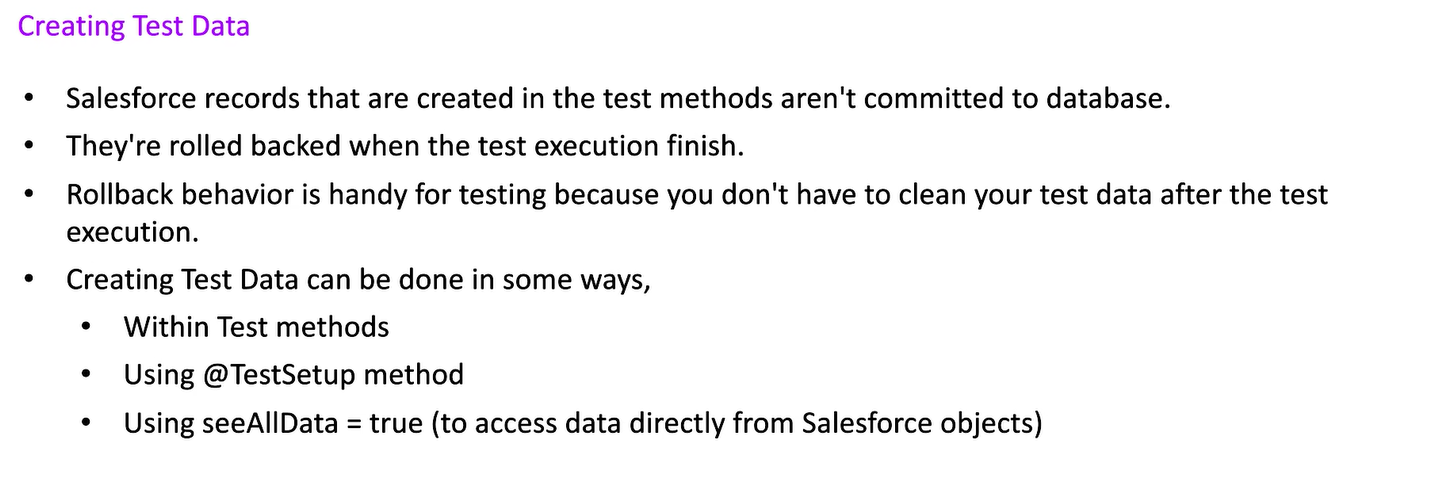 Creating Test Data
• Salesforce records that are created in the test methods aren't committed to database.
• They're rolled backed when the test execution finish.
• Rollback behavior is handy for testing because you don't have to clean your test data after the test
execution.
• Creating Test Data can be done in some ways,
• Within Test methods
• Using @TestSetup method
• Using seeAllData = true (to access data directly from Salesforce objects)